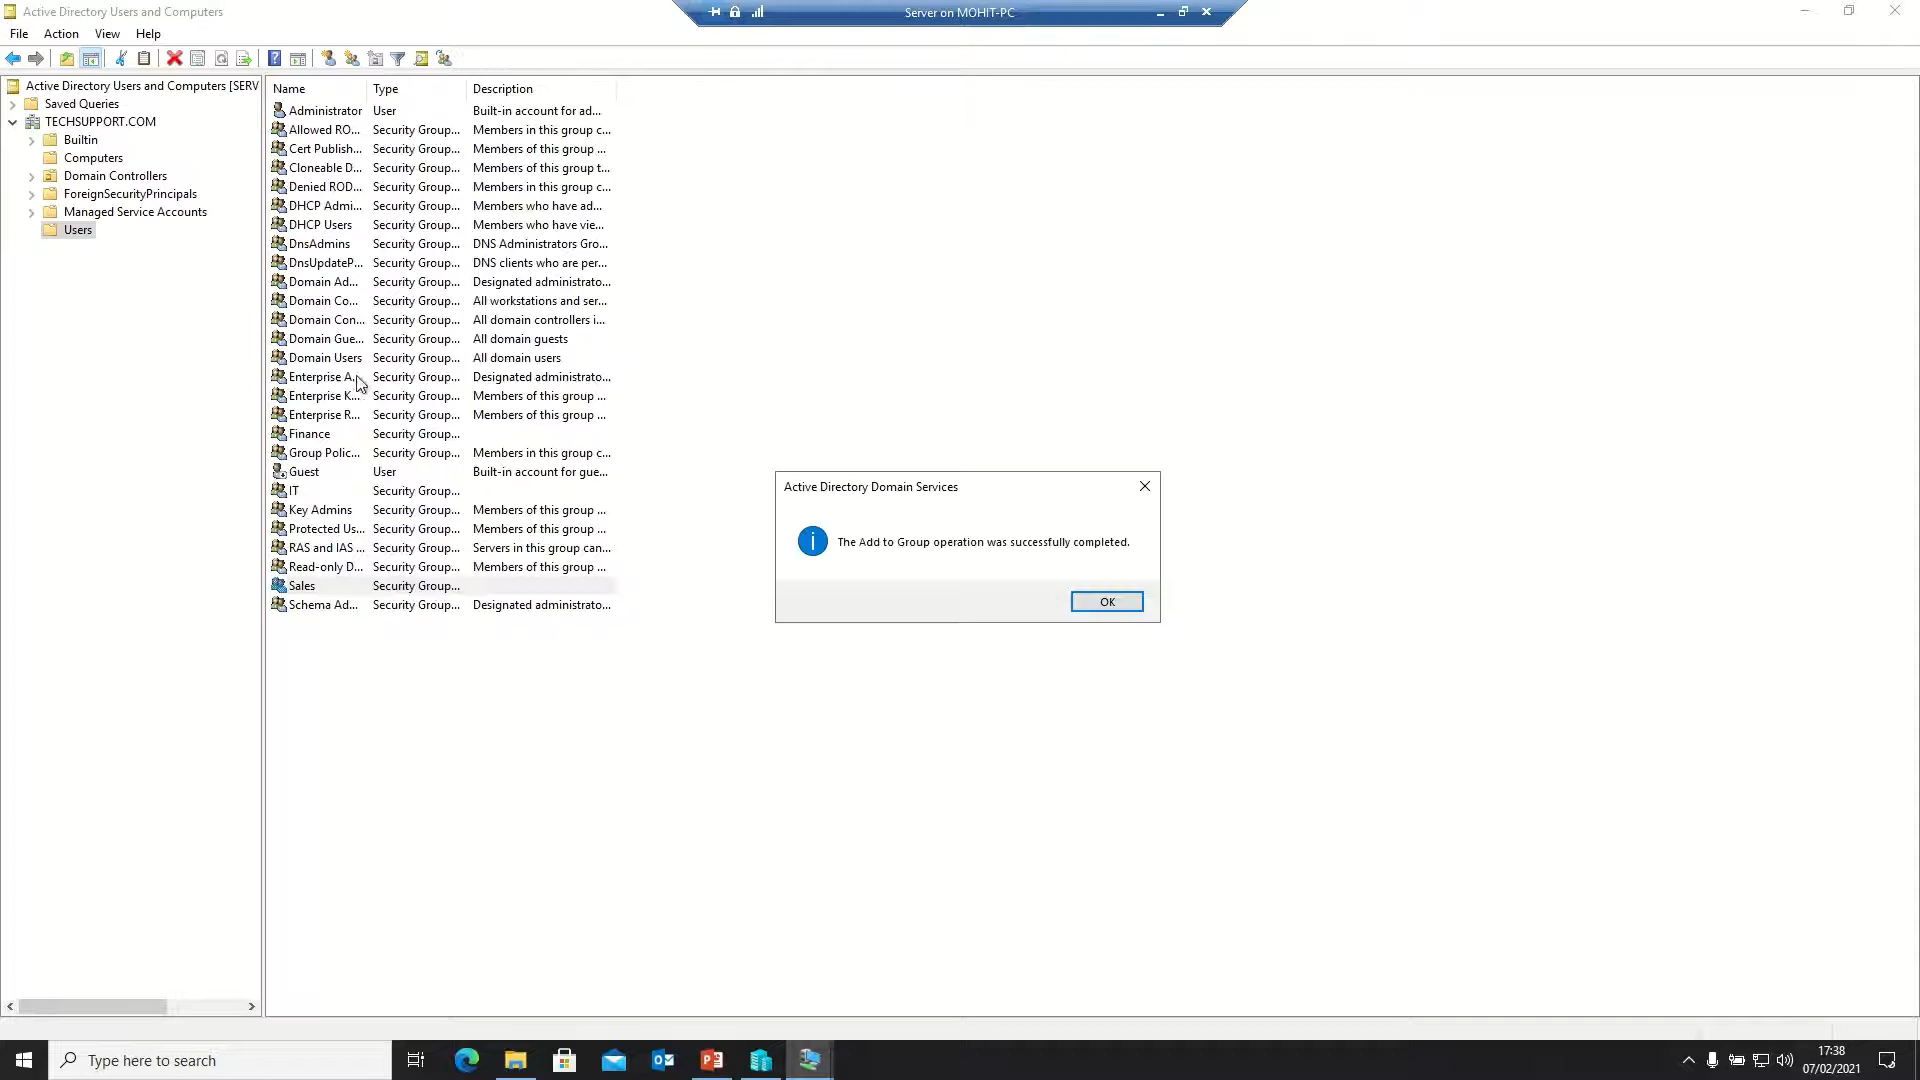 Active Directory Users and Computers
Server on MOHIT-PC
File Action View Help
Active Directory Users and Computers [SERV
Saved Queries
TECHSUPPORT.COM
Builtin
Computers
Domain Controllers
ForeignSecurityPrincipals
Managed Service Accounts
Users
Name Type Description
Administrator User Built-in account for ad...
Allowed RO... Security Group... Members in this group c...
Cert Publish... Security Group... Members of this group ...
Cloneable D... Security Group... Members of this group t...
Denied ROD... Security Group... Members in this group c...
DHCP Admi... Security Group... Members who have ad...
DHCP Users Security Group... Members who have vie...
DnsAdmins Security Group... DNS Administrators Gro...
DnsUpdateP... Security Group... DNS clients who are per...
Domain Ad... Security Group... Designated administrato...
Domain Co... Security Group... All workstations and ser...
Domain Con... Security Group... All domain controllers i...
Domain Gue... Security Group... All domain guests
Domain Users Security Group... All domain users
Enterprise A... Security Group... Designated administrato...
Enterprise K... Security Group... Members of this group ...
Enterprise R... Security Group... Members of this group ...
Finance Security Group...
Group Polic... Security Group... Members in this group c...
Guest User Built-in account for gue...
IT Security Group...
Key Admins Security Group... Members of this group ...
Protected Us... Security Group... Members of this group ...
RAS and IAS ... Security Group... Servers in this group can...
Read-only D... Security Group... Members of this group ...
Sales Security Group...
Schema Ad... Security Group... Designated administrato...
Active Directory Domain Services
The Add to Group operation was successfully completed.
OK
Type here to search
17:38
07/02/2021